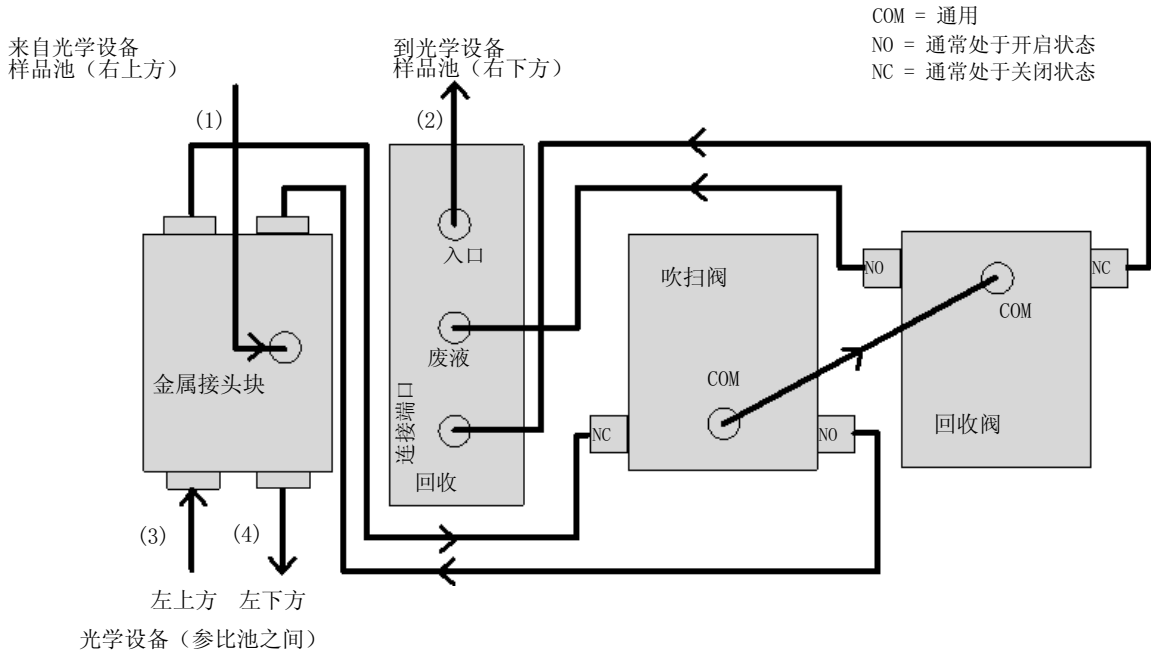 COM = 通用
NO = 通常处于开启状态
NC = 通常处于关闭状态
来自光学设备
样品池（右上方）
到光学设备
样品池（右下方）
(1)
(2)
入口
废液
连接端口
回收
金属接头块
吹扫阀
COM
NC
NO
NO
NC
COM
回收阀
(3)
(4)
左上方
左下方
光学设备（参比池之间）